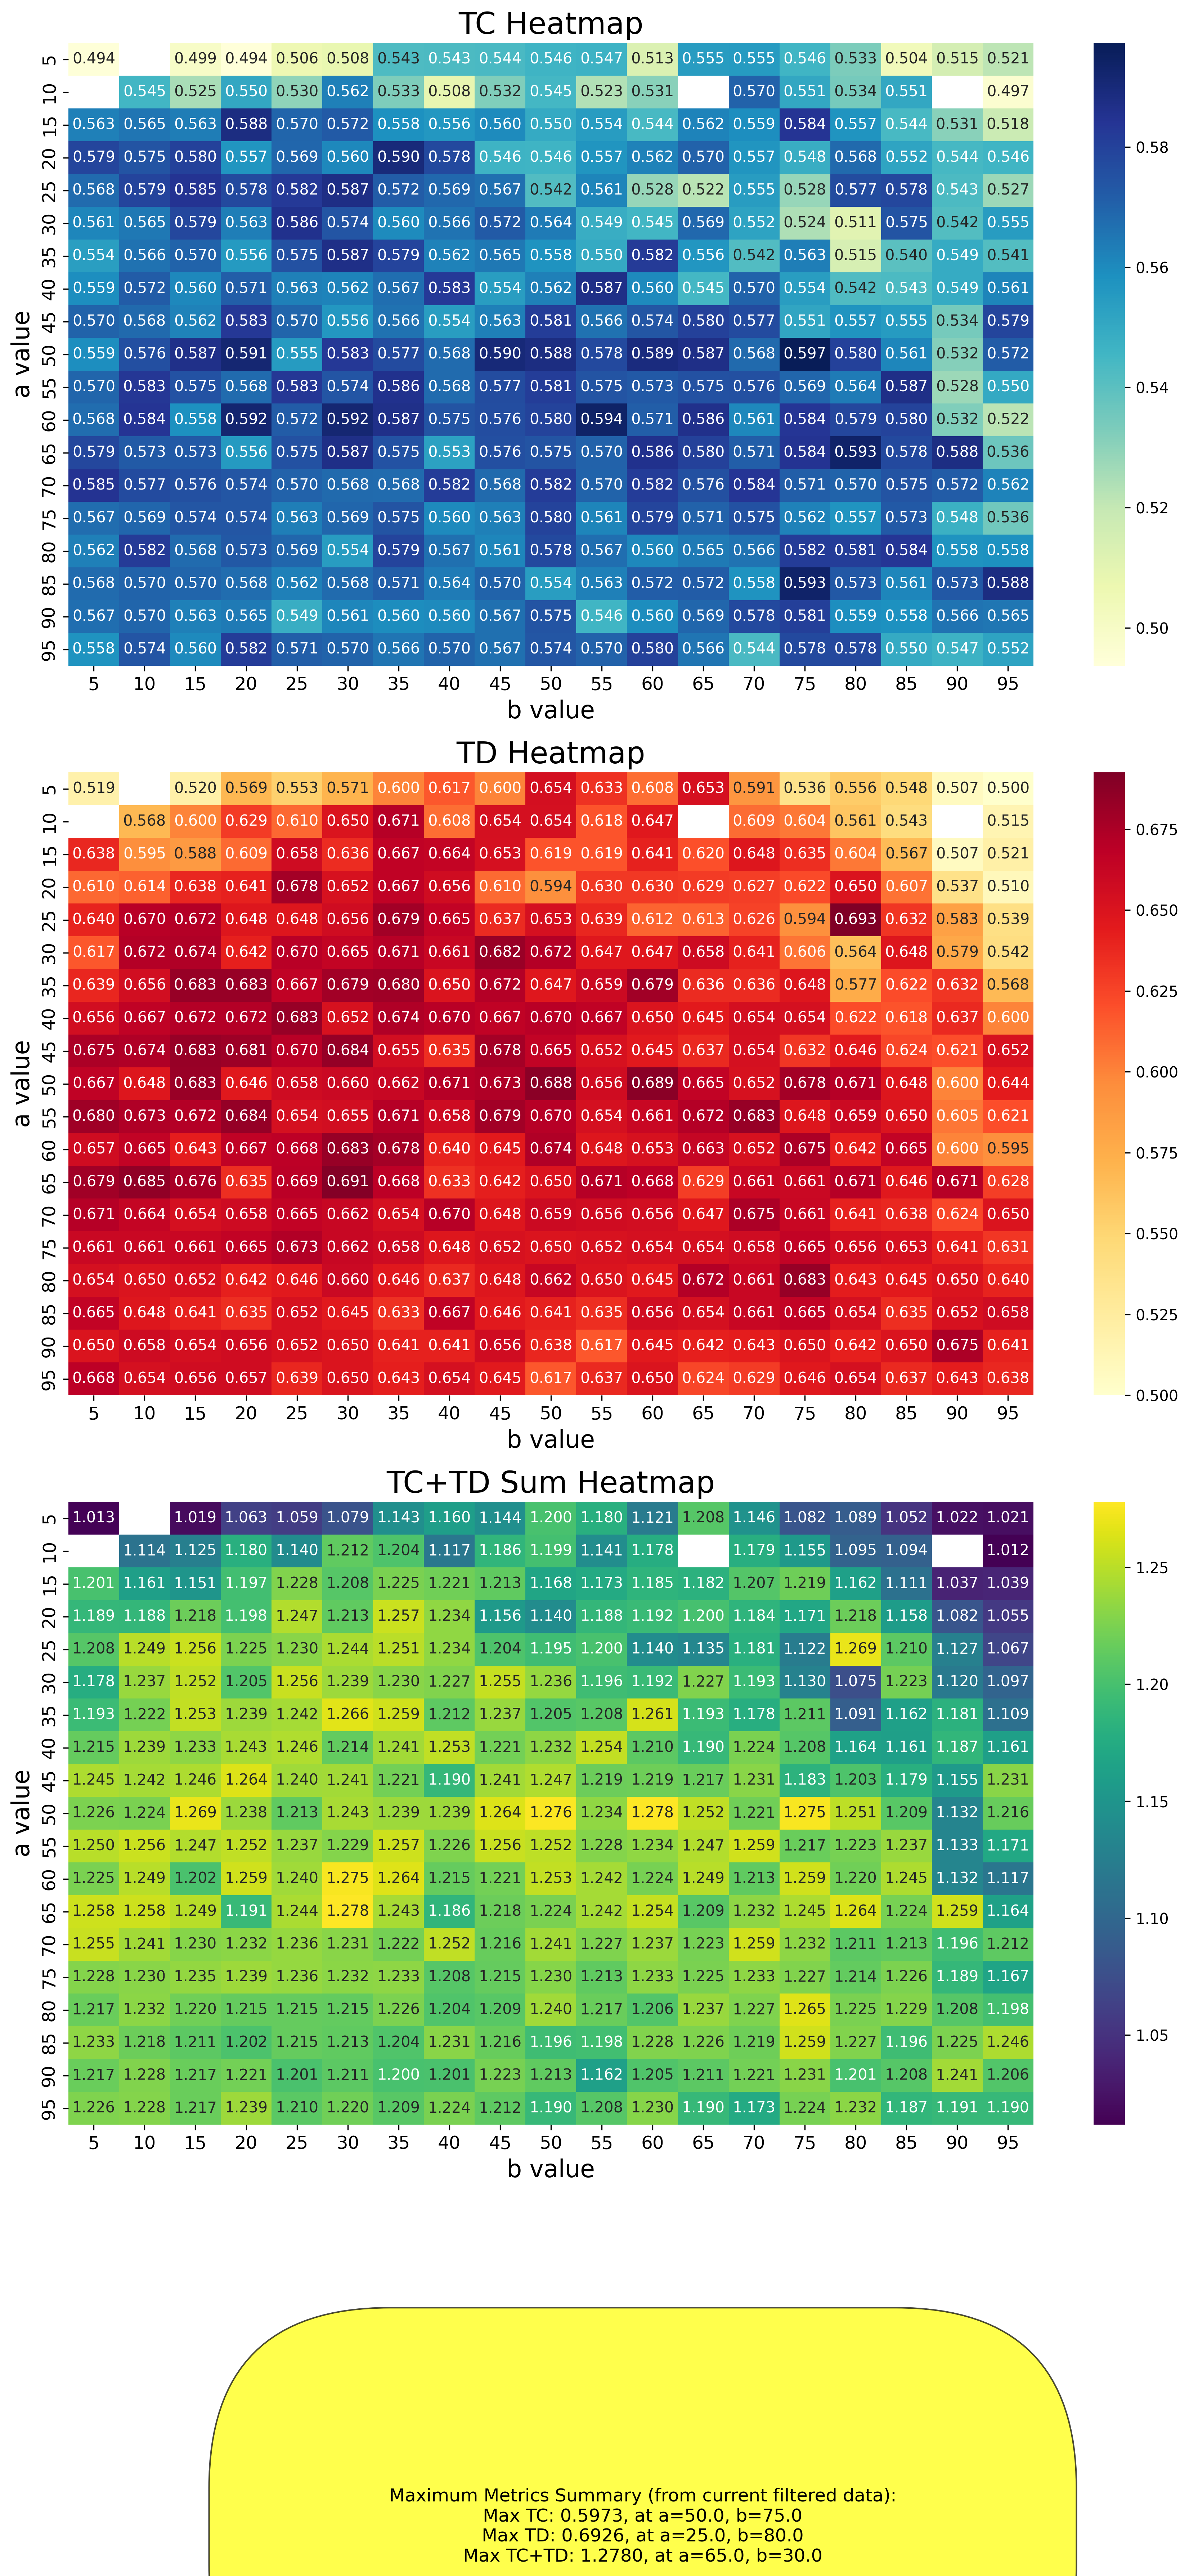 TC Heatmap
5 0.494 0.499 0.494 0.506 0.508 0.543 0.543 0.544 0.546 0.547 0.513 0.555 0.555 0.546 0.533 0.504 0.515 0.521
10 0.545 0.525 0.550 0.530 0.562 0.533 0.508 0.532 0.545 0.523 0.531 0.570 0.551 0.534 0.551 0.497
15 0.563 0.565 0.563 0.588 0.570 0.572 0.558 0.556 0.560 0.550 0.554 0.544 0.562 0.559 0.584 0.557 0.544 0.531 0.518
20 0.579 0.575 0.580 0.557 0.569 0.560 0.590 0.578 0.546 0.546 0.557 0.562 0.570 0.557 0.548 0.568 0.552 0.544 0.546
25 0.568 0.579 0.585 0.578 0.582 0.587 0.572 0.569 0.567 0.542 0.561 0.528 0.522 0.555 0.528 0.577 0.578 0.543 0.527
30 0.561 0.565 0.579 0.563 0.586 0.574 0.560 0.566 0.572 0.564 0.549 0.545 0.569 0.552 0.524 0.511 0.575 0.542 0.555
35 0.554 0.566 0.570 0.556 0.575 0.587 0.579 0.562 0.565 0.558 0.550 0.582 0.556 0.542 0.563 0.515 0.540 0.549 0.541
40 0.559 0.572 0.560 0.571 0.563 0.562 0.567 0.583 0.554 0.562 0.587 0.560 0.545 0.570 0.554 0.542 0.543 0.549 0.561
45 0.570 0.568 0.562 0.583 0.570 0.556 0.566 0.554 0.563 0.581 0.566 0.574 0.580 0.577 0.551 0.557 0.555 0.534 0.579
50 0.559 0.576 0.587 0.591 0.555 0.583 0.577 0.568 0.590 0.588 0.578 0.589 0.587 0.568 0.597 0.580 0.561 0.532 0.572
55 0.570 0.583 0.575 0.568 0.583 0.574 0.586 0.568 0.577 0.581 0.575 0.573 0.575 0.576 0.569 0.564 0.587 0.528 0.550
60 0.568 0.584 0.558 0.592 0.572 0.592 0.587 0.575 0.576 0.580 0.594 0.571 0.586 0.561 0.584 0.579 0.580 0.532 0.522
65 0.579 0.573 0.573 0.556 0.575 0.587 0.575 0.553 0.576 0.575 0.570 0.586 0.580 0.571 0.584 0.593 0.578 0.588 0.536
70 0.585 0.577 0.576 0.574 0.570 0.568 0.568 0.582 0.568 0.582 0.570 0.582 0.576 0.584 0.571 0.570 0.575 0.572 0.562
75 0.567 0.569 0.574 0.574 0.563 0.569 0.575 0.560 0.563 0.580 0.561 0.579 0.571 0.575 0.562 0.557 0.573 0.548 0.536
80 0.562 0.582 0.568 0.573 0.569 0.554 0.579 0.567 0.561 0.578 0.567 0.560 0.565 0.566 0.582 0.581 0.584 0.558 0.558
85 0.568 0.570 0.570 0.568 0.562 0.568 0.571 0.564 0.570 0.554 0.563 0.572 0.572 0.558 0.593 0.573 0.561 0.573 0.588
90 0.567 0.570 0.563 0.565 0.549 0.561 0.560 0.560 0.567 0.575 0.546 0.560 0.569 0.578 0.581 0.559 0.558 0.566 0.565
95 0.558 0.574 0.560 0.582 0.571 0.570 0.566 0.570 0.567 0.574 0.570 0.580 0.566 0.544 0.578 0.578 0.550 0.547 0.552
5 10 15 20 25 30 35 40 45 50 55 60 65 70 75 80 85 90 95
b value
a value
0.58
0.56
0.54
0.52
0.50
TD Heatmap
5 0.519 0.520 0.569 0.553 0.571 0.600 0.617 0.600 0.654 0.633 0.608 0.653 0.591 0.536 0.556 0.548 0.507 0.500
10 0.568 0.600 0.629 0.610 0.650 0.671 0.608 0.654 0.654 0.618 0.647 0.609 0.604 0.561 0.543 0.515
15 0.638 0.595 0.588 0.609 0.658 0.636 0.667 0.664 0.653 0.619 0.619 0.641 0.620 0.648 0.635 0.604 0.567 0.507 0.521
20 0.610 0.614 0.638 0.641 0.678 0.652 0.667 0.656 0.610 0.594 0.630 0.630 0.629 0.627 0.622 0.650 0.607 0.537 0.510
25 0.640 0.670 0.672 0.648 0.648 0.656 0.679 0.665 0.637 0.653 0.639 0.612 0.613 0.626 0.594 0.693 0.632 0.583 0.539
30 0.617 0.672 0.674 0.642 0.670 0.665 0.671 0.661 0.682 0.672 0.647 0.647 0.658 0.641 0.606 0.564 0.648 0.579 0.542
35 0.639 0.656 0.683 0.683 0.667 0.679 0.680 0.650 0.672 0.647 0.659 0.679 0.636 0.636 0.648 0.577 0.622 0.632 0.568
40 0.656 0.667 0.672 0.672 0.683 0.652 0.674 0.670 0.667 0.670 0.667 0.650 0.645 0.654 0.654 0.622 0.618 0.637 0.600
45 0.675 0.674 0.683 0.681 0.670 0.684 0.655 0.635 0.678 0.665 0.652 0.645 0.637 0.654 0.632 0.646 0.624 0.621 0.652
50 0.667 0.648 0.683 0.646 0.658 0.660 0.662 0.671 0.673 0.688 0.656 0.689 0.665 0.652 0.678 0.671 0.648 0.600 0.644
55 0.680 0.673 0.672 0.684 0.654 0.655 0.671 0.658 0.679 0.670 0.654 0.661 0.672 0.683 0.648 0.659 0.650 0.605 0.621
60 0.657 0.665 0.643 0.667 0.668 0.683 0.678 0.640 0.645 0.674 0.648 0.653 0.663 0.652 0.675 0.642 0.665 0.600 0.595
65 0.679 0.685 0.676 0.635 0.669 0.691 0.668 0.633 0.642 0.650 0.671 0.668 0.629 0.661 0.661 0.671 0.646 0.671 0.628
70 0.671 0.664 0.654 0.658 0.665 0.662 0.654 0.670 0.648 0.659 0.656 0.656 0.647 0.675 0.661 0.641 0.638 0.624 0.650
75 0.661 0.661 0.661 0.665 0.673 0.662 0.658 0.648 0.652 0.650 0.652 0.654 0.654 0.658 0.665 0.656 0.653 0.641 0.631
80 0.654 0.650 0.652 0.642 0.646 0.660 0.646 0.637 0.648 0.662 0.650 0.645 0.672 0.661 0.683 0.643 0.645 0.650 0.640
85 0.665 0.648 0.641 0.635 0.652 0.645 0.633 0.667 0.646 0.641 0.635 0.656 0.654 0.661 0.665 0.654 0.635 0.652 0.658
90 0.650 0.658 0.654 0.656 0.652 0.650 0.641 0.641 0.656 0.638 0.617 0.645 0.642 0.643 0.650 0.642 0.650 0.675 0.641
95 0.668 0.654 0.656 0.657 0.639 0.650 0.643 0.654 0.645 0.617 0.637 0.650 0.624 0.629 0.646 0.654 0.637 0.643 0.638
5 10 15 20 25 30 35 40 45 50 55 60 65 70 75 80 85 90 95
b value
a value
0.675
0.650
0.625
0.600
0.575
0.550
0.525
0.500
TC+TD Sum Heatmap
5 1.013 1.019 1.063 1.059 1.079 1.143 1.160 1.144 1.200 1.180 1.121 1.208 1.146 1.082 1.089 1.052 1.022 1.021
10 1.114 1.125 1.180 1.140 1.212 1.204 1.117 1.186 1.199 1.141 1.178 1.179 1.155 1.095 1.094 1.012
15 1.201 1.161 1.151 1.197 1.228 1.208 1.225 1.221 1.213 1.168 1.173 1.185 1.182 1.207 1.219 1.162 1.111 1.037 1.039
20 1.189 1.188 1.218 1.198 1.247 1.213 1.257 1.234 1.156 1.140 1.188 1.192 1.200 1.184 1.171 1.218 1.158 1.082 1.055
25 1.208 1.249 1.256 1.225 1.230 1.244 1.251 1.234 1.204 1.195 1.200 1.140 1.135 1.181 1.122 1.269 1.210 1.127 1.067
30 1.178 1.237 1.252 1.205 1.256 1.239 1.230 1.227 1.255 1.236 1.196 1.192 1.227 1.193 1.130 1.075 1.223 1.120 1.097
35 1.193 1.222 1.253 1.239 1.242 1.266 1.259 1.212 1.237 1.205 1.208 1.261 1.193 1.178 1.211 1.091 1.162 1.181 1.109
40 1.215 1.239 1.233 1.243 1.246 1.214 1.241 1.253 1.221 1.232 1.254 1.210 1.190 1.224 1.208 1.164 1.161 1.187 1.161
45 1.245 1.242 1.246 1.264 1.240 1.241 1.221 1.190 1.241 1.247 1.219 1.219 1.217 1.231 1.183 1.203 1.179 1.155 1.231
50 1.226 1.224 1.269 1.238 1.213 1.243 1.239 1.239 1.264 1.276 1.234 1.278 1.252 1.221 1.275 1.251 1.209 1.132 1.216
55 1.250 1.256 1.247 1.252 1.237 1.229 1.257 1.226 1.256 1.252 1.228 1.234 1.247 1.259 1.217 1.223 1.237 1.133 1.171
60 1.225 1.249 1.202 1.259 1.240 1.275 1.264 1.215 1.221 1.253 1.242 1.224 1.249 1.213 1.259 1.220 1.245 1.132 1.117
65 1.258 1.258 1.249 1.191 1.244 1.278 1.243 1.186 1.218 1.224 1.242 1.254 1.209 1.232 1.245 1.264 1.224 1.259 1.164
70 1.255 1.241 1.230 1.232 1.236 1.231 1.222 1.252 1.216 1.241 1.227 1.237 1.223 1.259 1.232 1.211 1.213 1.196 1.212
75 1.228 1.230 1.235 1.239 1.236 1.232 1.233 1.208 1.215 1.230 1.213 1.233 1.225 1.233 1.227 1.214 1.226 1.189 1.167
80 1.217 1.232 1.220 1.215 1.215 1.215 1.226 1.204 1.209 1.240 1.217 1.206 1.237 1.227 1.265 1.225 1.229 1.208 1.198
85 1.233 1.218 1.211 1.202 1.215 1.213 1.204 1.231 1.216 1.196 1.198 1.228 1.226 1.219 1.259 1.227 1.196 1.225 1.246
90 1.217 1.228 1.217 1.221 1.201 1.211 1.200 1.201 1.223 1.213 1.162 1.205 1.211 1.221 1.231 1.201 1.208 1.241 1.206
95 1.226 1.228 1.217 1.239 1.210 1.220 1.209 1.224 1.212 1.190 1.208 1.230 1.190 1.173 1.224 1.232 1.187 1.191 1.190
5 10 15 20 25 30 35 40 45 50 55 60 65 70 75 80 85 90 95
b value
a value
1.25
1.20
1.15
1.10
1.05
Maximum Metrics Summary (from current filtered data):
Max TC: 0.5973, at a=50.0, b=75.0
Max TD: 0.6926, at a=25.0, b=80.0
Max TC+TD: 1.2780, at a=65.0, b=30.0